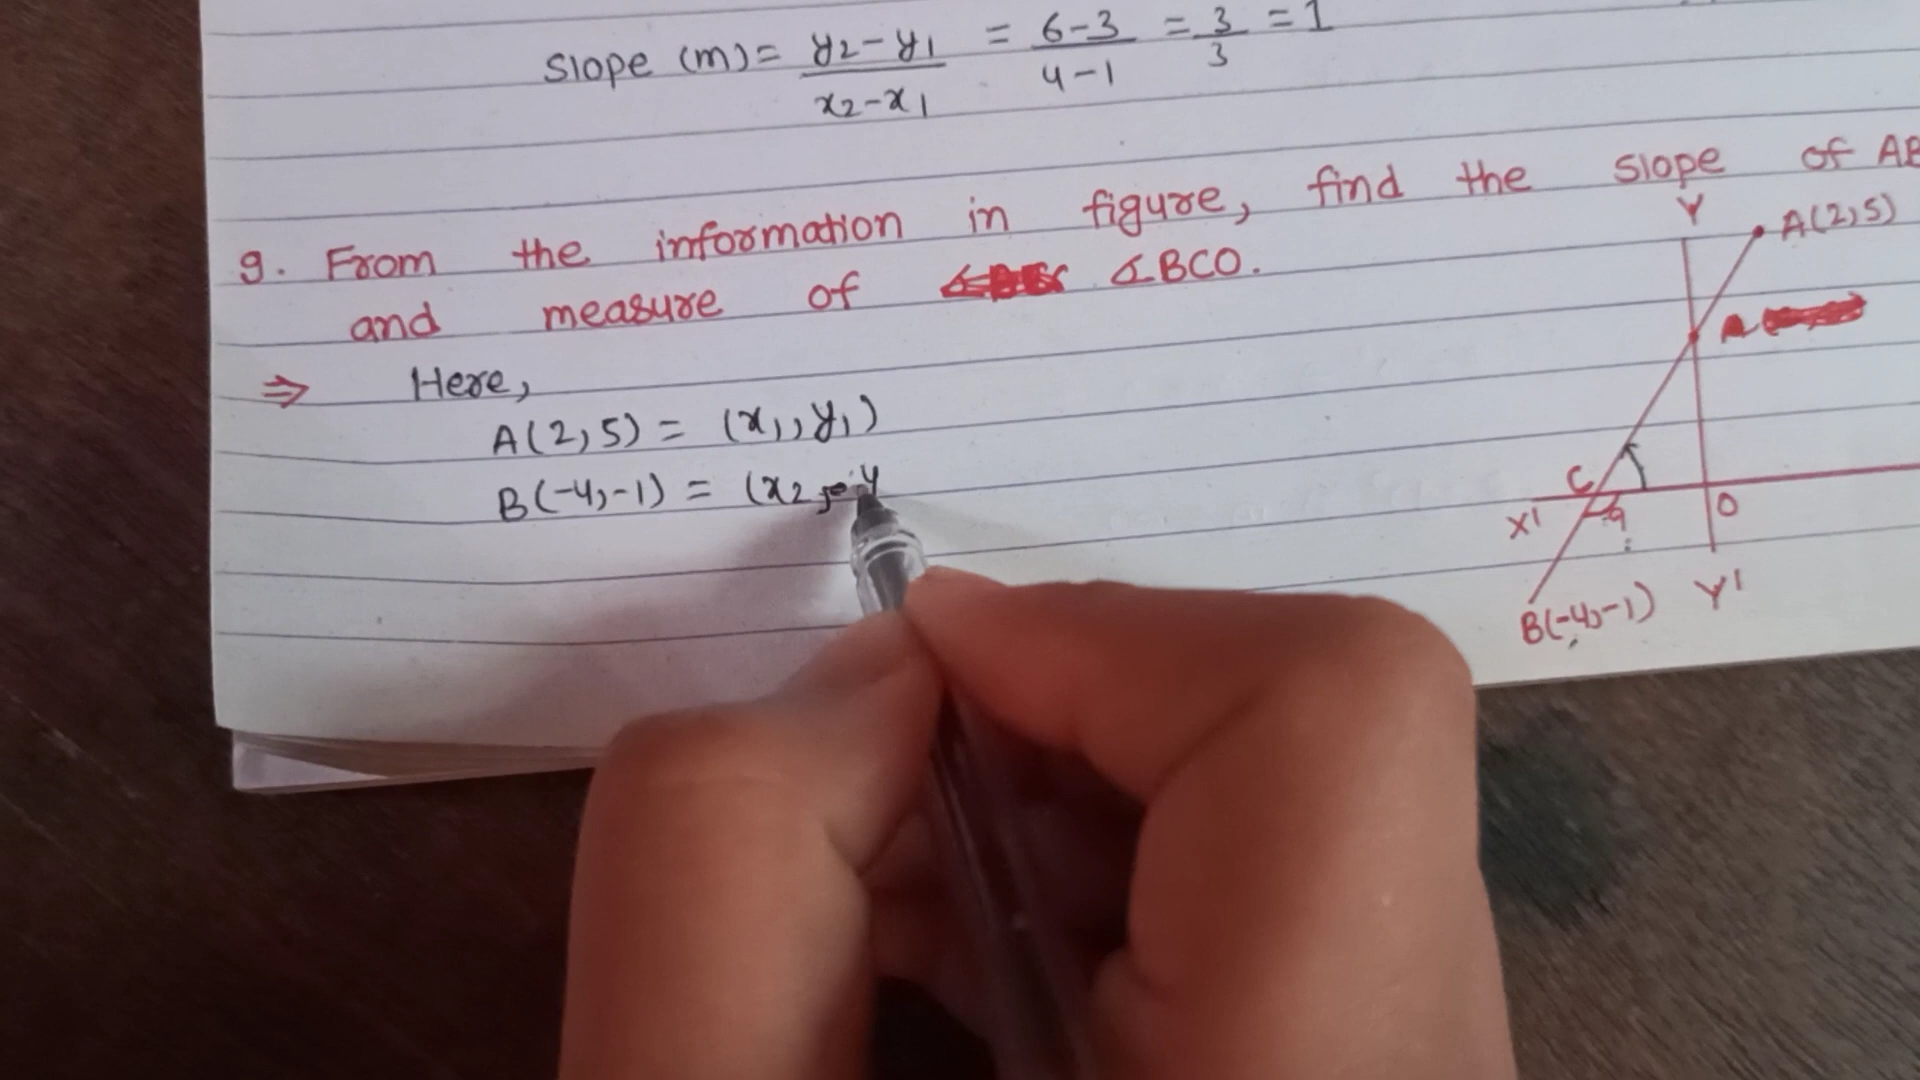 Slope (m) = y2-y1 / x2-x1 = 6-3 / 4-1 = 3/3 = 1
9. From the information in figure, find the slope of AB
and measure of ∡BCO.
⇒ Here,
A(2,5) = (x1,y1)
B(-4,-1) = (x2, y
Y
A(2,5)
A
C
X'
?
O
B(-4,-1)
Y'